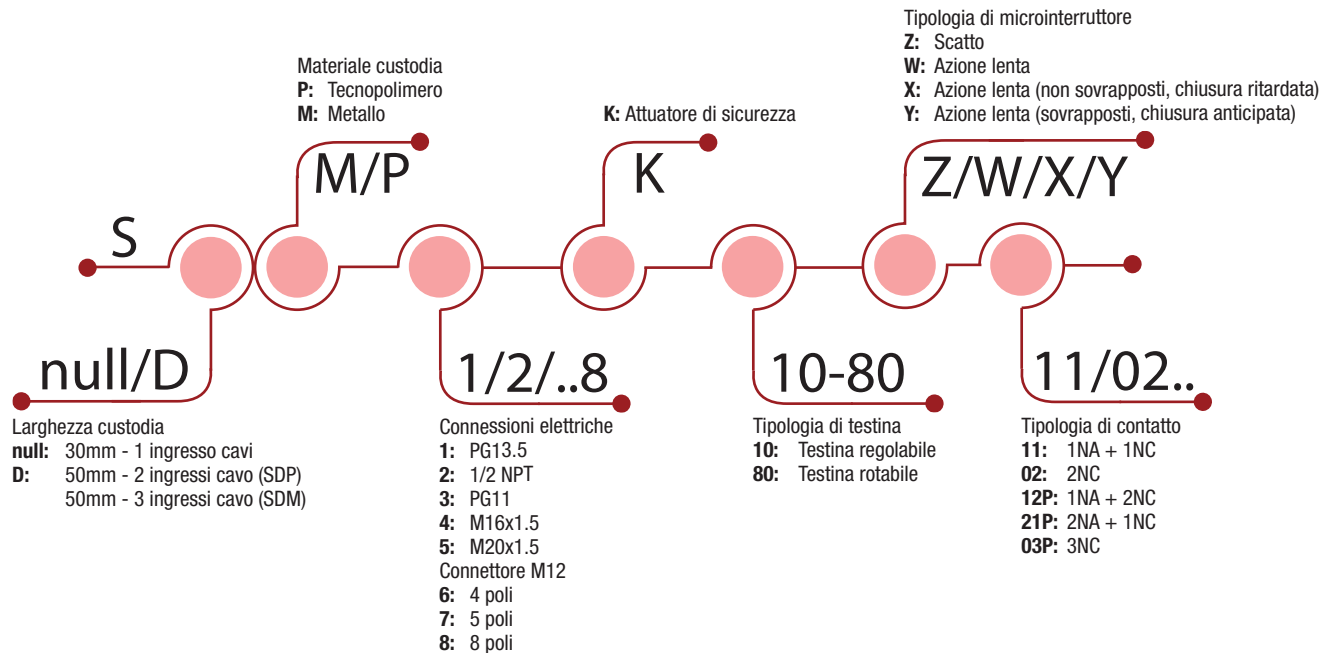 Tipologia di microinterruttore
Z: Scatto
W: Azione lenta
X: Azione lenta (non sovrapposti, chiusura ritardata)
Y: Azione lenta (sovrapposti, chiusura anticipata)
Materiale custodia
P: Tecnopolimero
M: Metallo
K: Attuatore di sicurezza
M/P
K
Z/W/X/Y
S
null/D
1/2/..8
10-80
11/02..
Larghezza custodia
null: 30mm - 1 ingresso cavi
D: 50mm - 2 ingressi cavo (SDP)
50mm - 3 ingressi cavo (SDM)
Connessioni elettriche
1: PG13.5
2: 1/2 NPT
3: PG11
4: M16x1.5
5: M20x1.5
Connettore M12
6: 4 poli
7: 5 poli
8: 8 poli
Tipologia di testina
10: Testina regolabile
80: Testina rotabile
Tipologia di contatto
11: 1NA + 1NC
02: 2NC
12P: 1NA + 2NC
21P: 2NA + 1NC
03P: 3NC